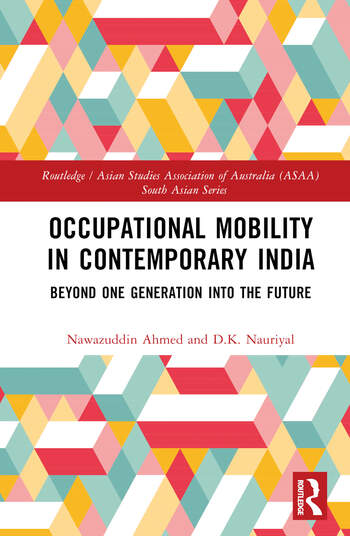 Routledge / Asian Studies Association of Australia (ASAA)
South Asian Series
OCCUPATIONAL MOBILITY
IN CONTEMPORARY INDIA
BEYOND ONE GENERATION INTO THE FUTURE
Nawazuddin Ahmed and D.K. Nauriyal
ROUTLEDGE